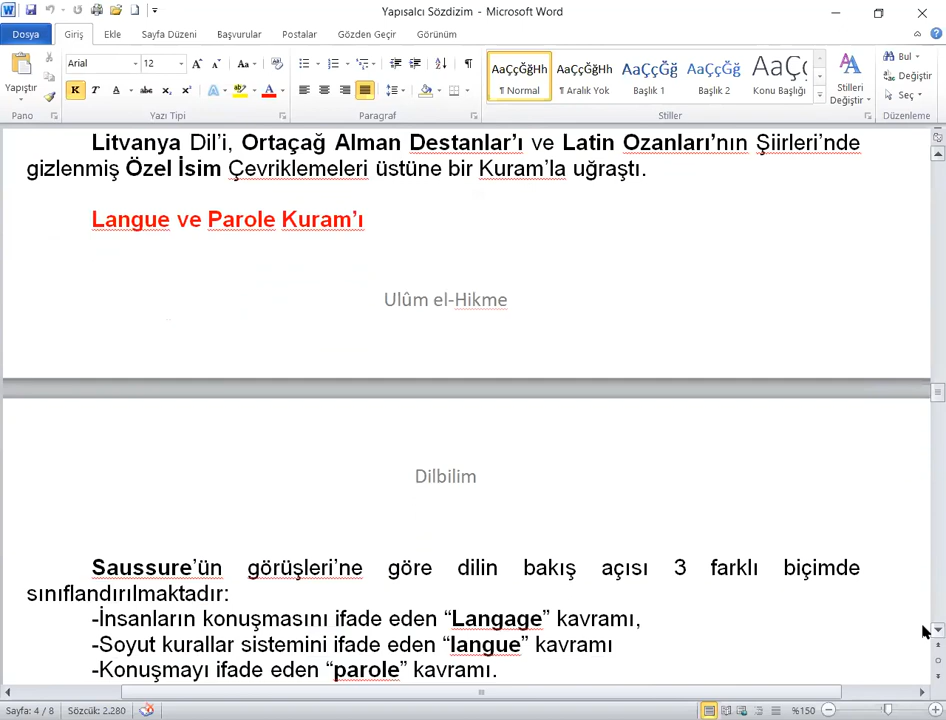 Yapısalcı Sözdizim - Microsoft Word
Dosya Giriş Ekle Sayfa Düzeni Başvurular Postalar Gözden Geçir Görünüm
Arial 12 Aa
Yapıştır
K T A abc x₂ x² A A
AaÇçĞğHh AaÇçĞğHh AaÇçĞğ AaÇçĞğ AaÇç
¶ Normal ¶ Aralık Yok Başlık 1 Başlık 2 Konu Başlığı
Stilleri Değiştir
Bul
Değiştir
Seç
Pano Yazı Tipi Paragraf Stiller Düzenleme
Litvanya Dil’i, Ortaçağ Alman Destanlar’ı ve Latin Ozanları’nın Şiirleri’nde
gizlenmiş Özel İsim Çevriklemeleri üstüne bir Kuram’la uğraştı.
Langue ve Parole Kuram’ı
Ulûm el-Hikme
Dilbilim
Saussure’ün görüşleri’ne göre dilin bakış açısı 3 farklı biçimde
sınıflandırılmaktadır:
-İnsanların konuşmasını ifade eden “Langage” kavramı,
-Soyut kurallar sistemini ifade eden “langue” kavramı
-Konuşmayı ifade eden “parole” kavramı.
Sayfa: 4 / 8 Sözcük: 2.280 %150